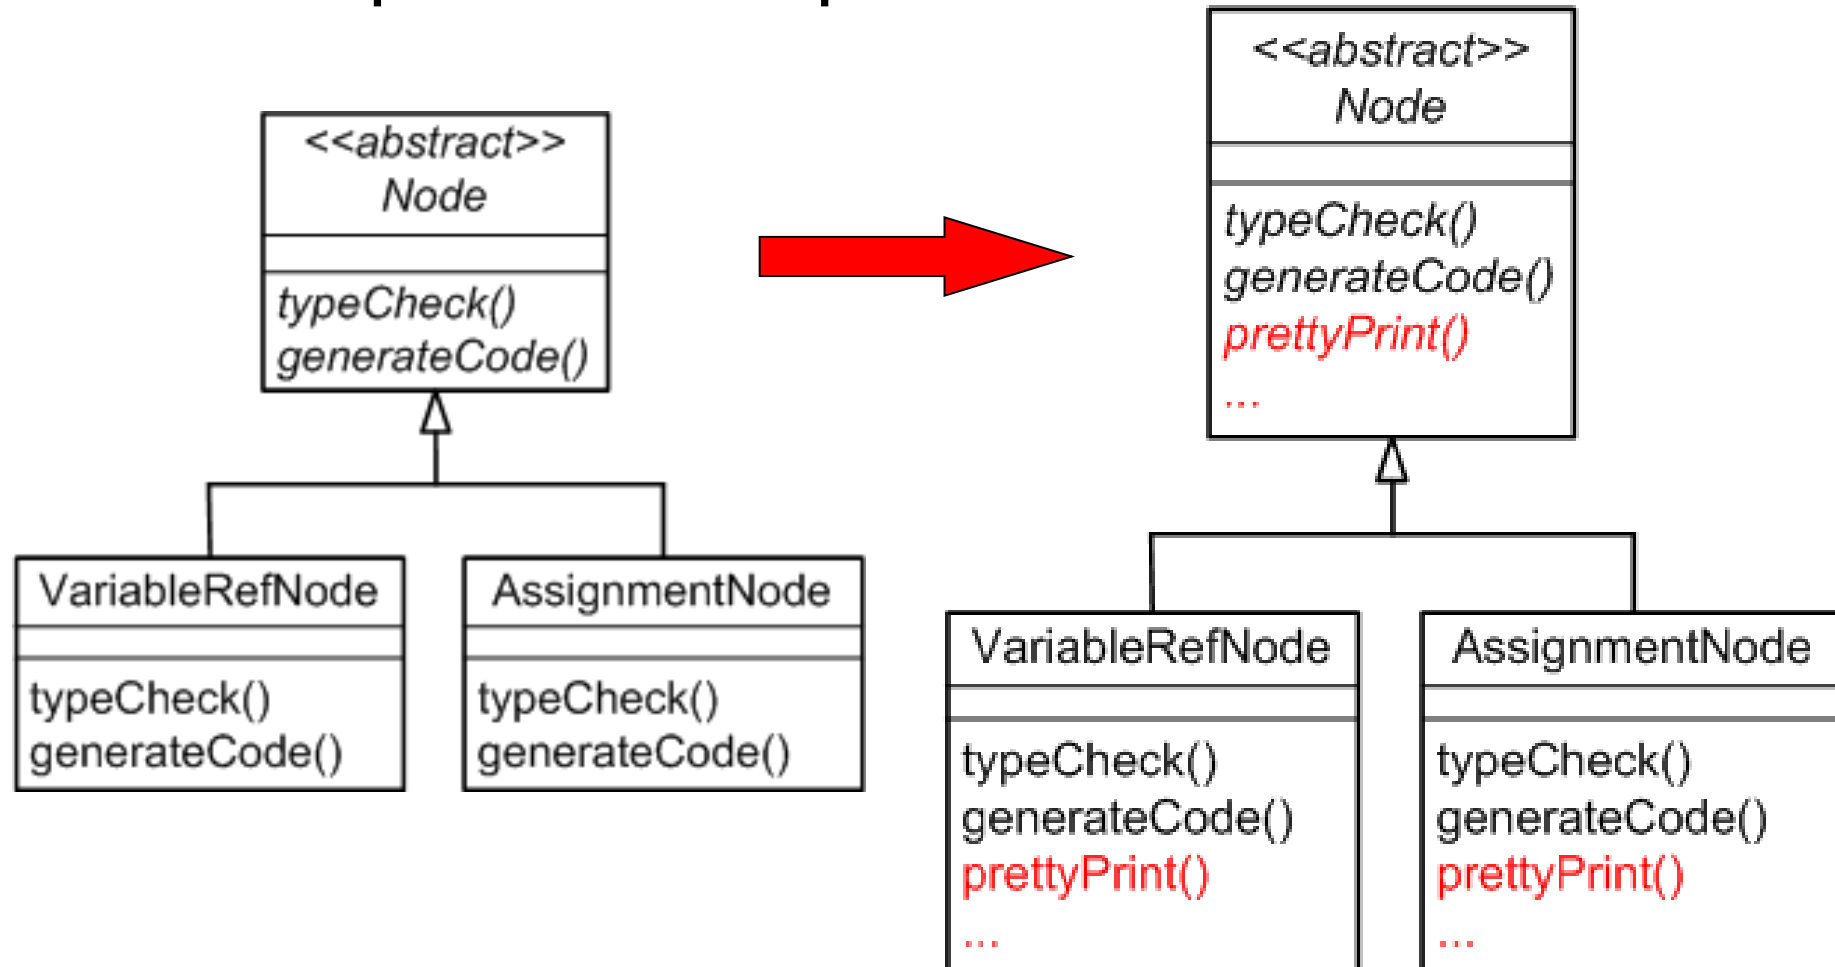 <<abstract>>
Node
typeCheck()
generateCode()
VariableRefNode
typeCheck()
generateCode()
AssignmentNode
typeCheck()
generateCode()
<<abstract>>
Node
typeCheck()
generateCode()
prettyPrint()
...
VariableRefNode
typeCheck()
generateCode()
prettyPrint()
...
AssignmentNode
typeCheck()
generateCode()
prettyPrint()
...